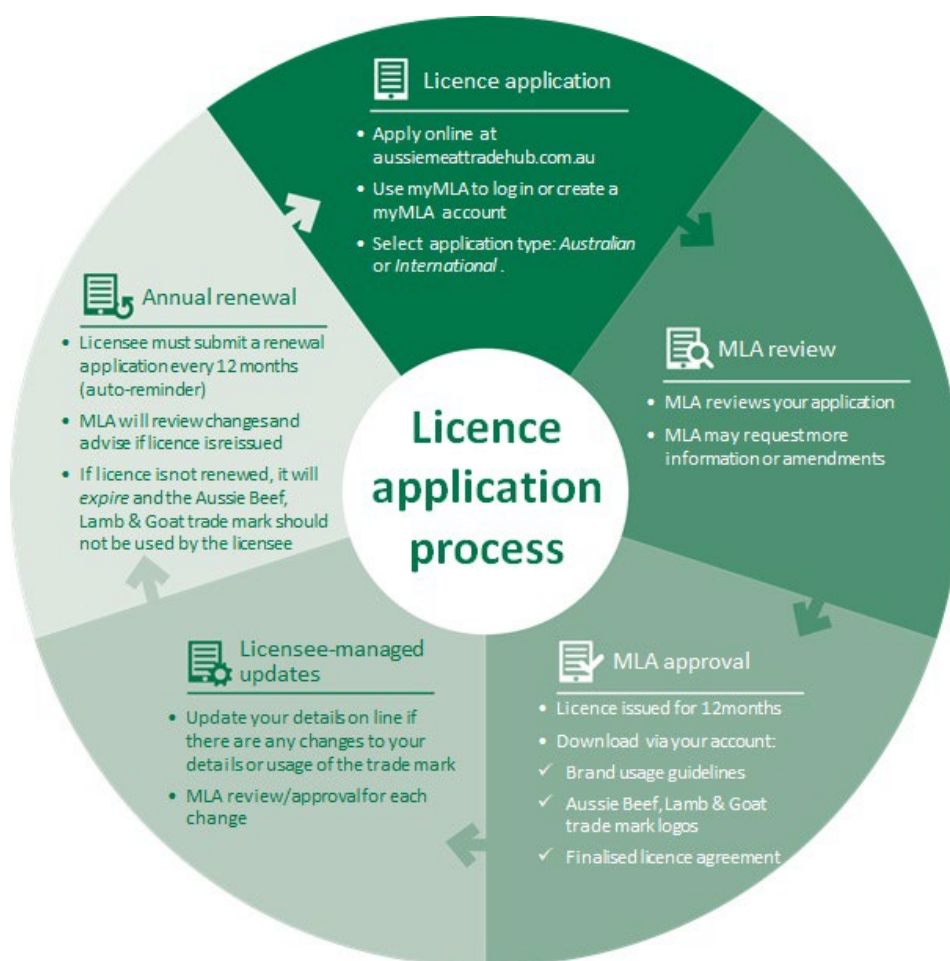 Licence application
• Apply online at
aussiemeattradehub.com.au
• Use myMLA to log in or create a
myMLA account
• Select application type: Australian
or International .
MLA review
• MLA reviews your application
• MLA may request more
information or amendments
MLA approval
• Licence issued for 12months
• Download via your account:
✓ Brand usage guidelines
✓ Aussie Beef, Lamb & Goat
trade mark logos
✓ Finalised licence agreement
Licensee-managed
updates
• Update your details on line if
there are any changes to your
details or usage of the trade mark
• MLA review/approval for each
change
Annual renewal
• Licensee must submit a renewal
application every 12 months
(auto-reminder)
• MLA will review changes and
advise if licence is reissued
• If licence is not renewed, it will
expire and the Aussie Beef,
Lamb & Goat trade mark should
not be used by the licensee
Licence
application
process